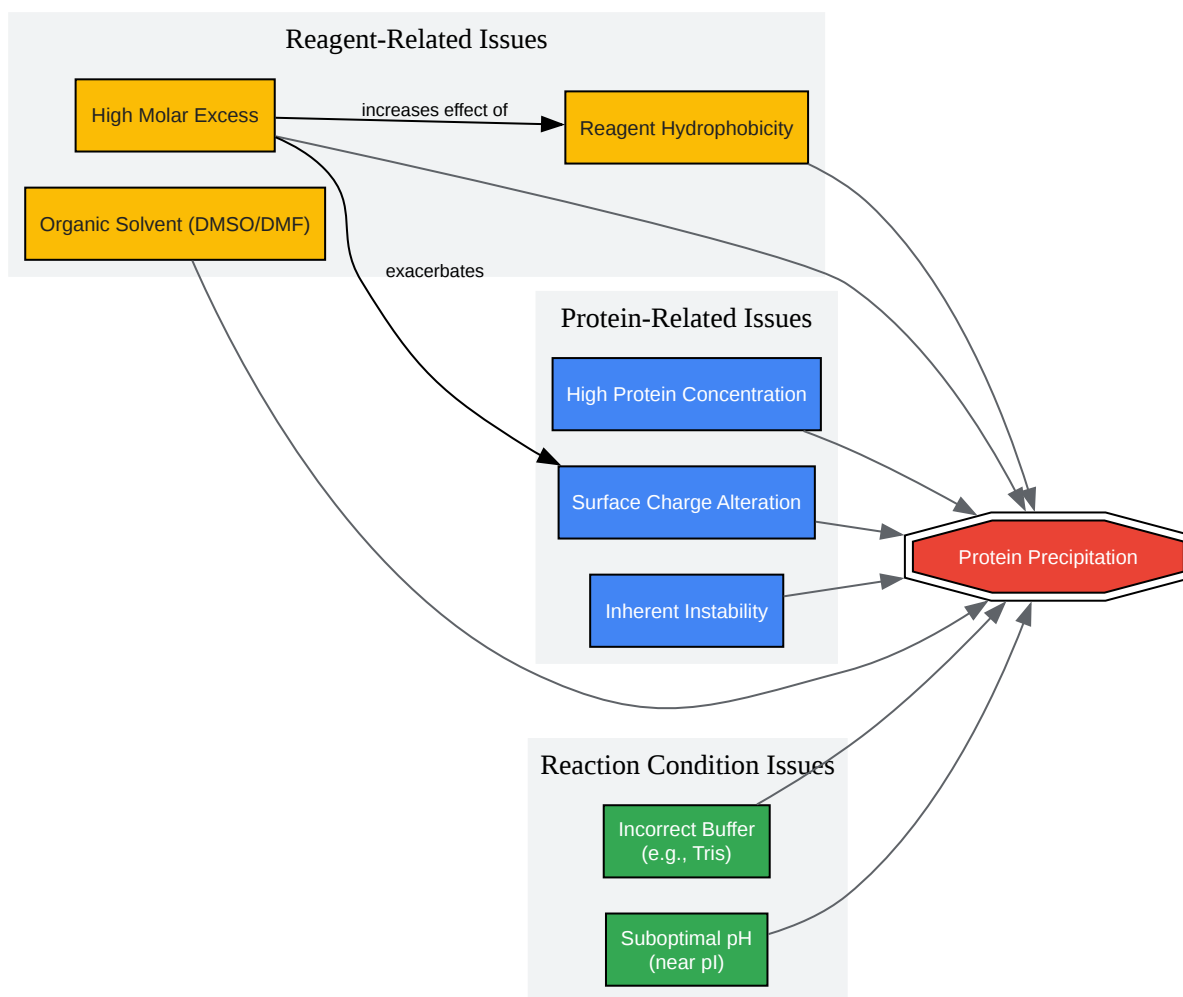 Reagent-Related Issues
High Molar Excess
increases effect of
Reagent Hydrophobicity
Organic Solvent (DMSO/DMF)
exacerbates
Protein-Related Issues
High Protein Concentration
Surface Charge Alteration
Protein Precipitation
Inherent Instability
Reaction Condition Issues
Incorrect Buffer
(e.g., Tris)
Suboptimal pH
(near pI)